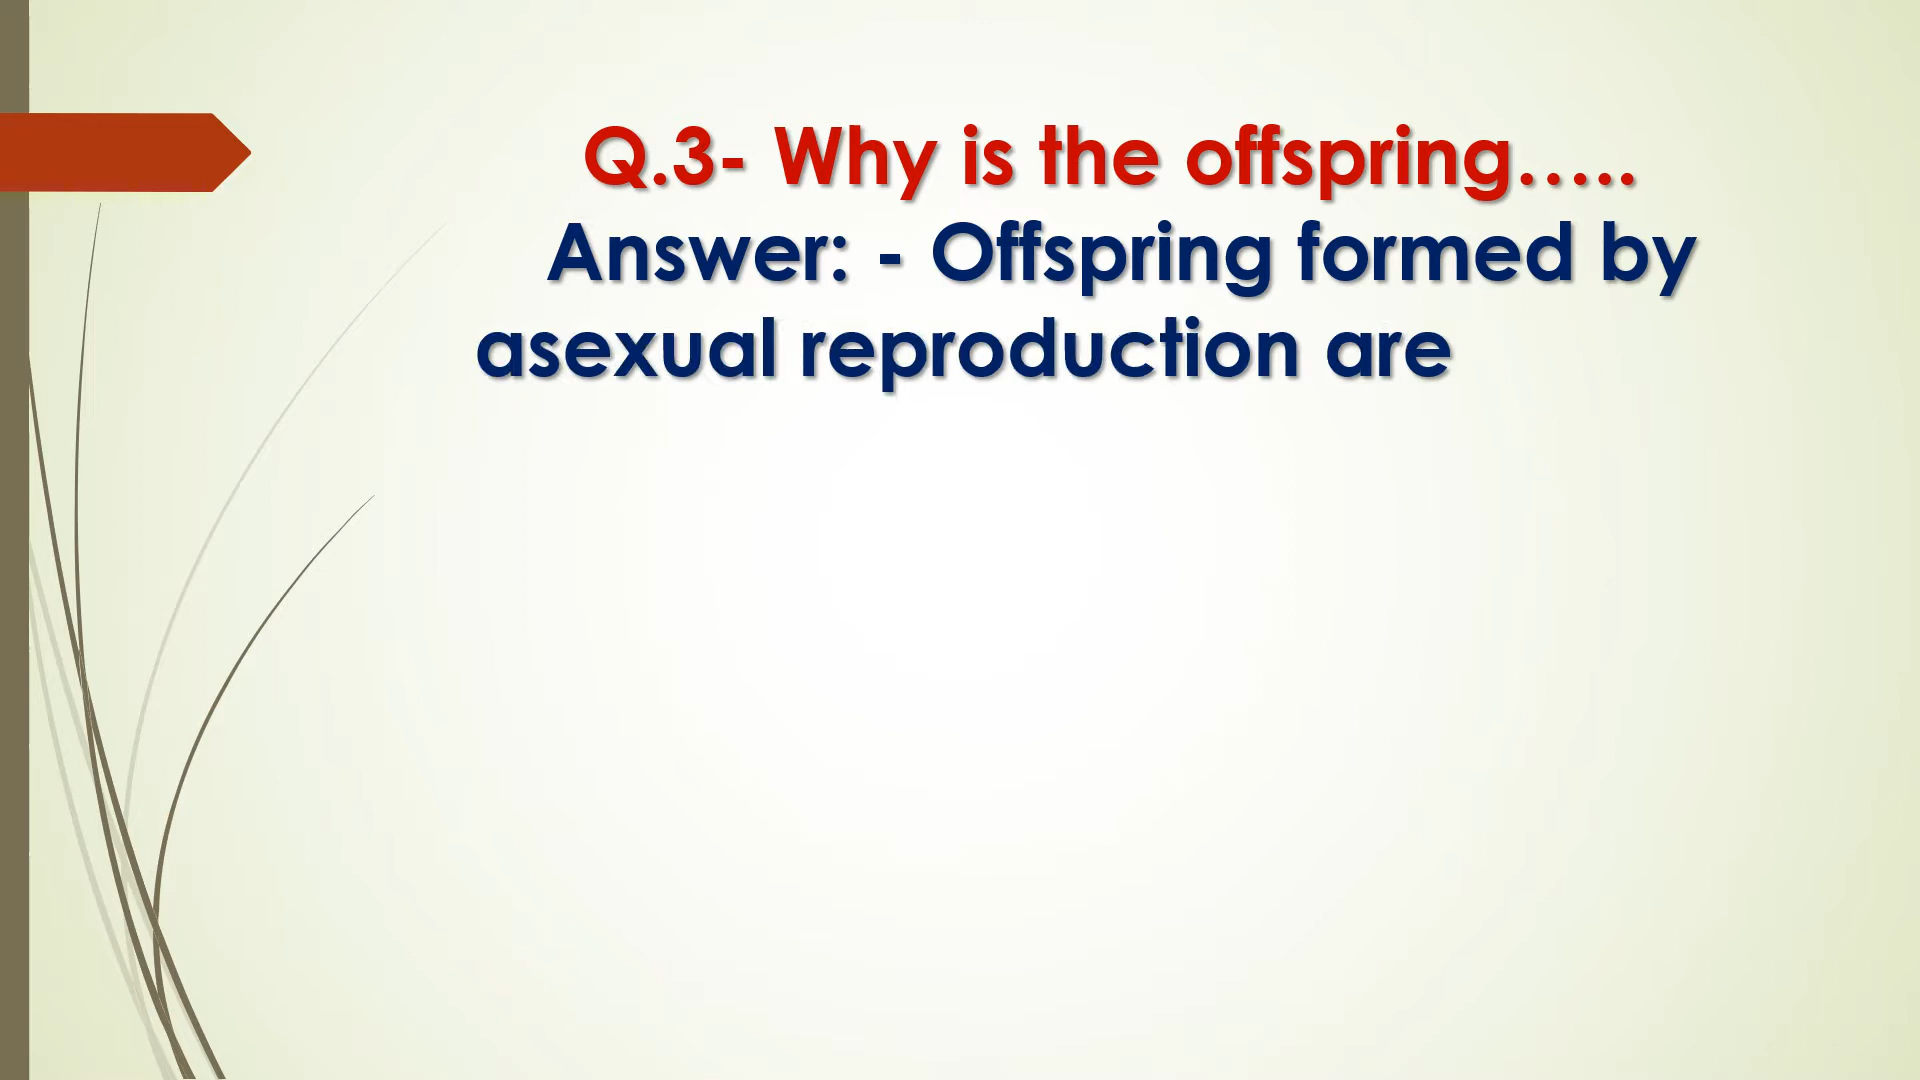 Q.3- Why is the offspring…..
Answer: - Offspring formed by
asexual reproduction are